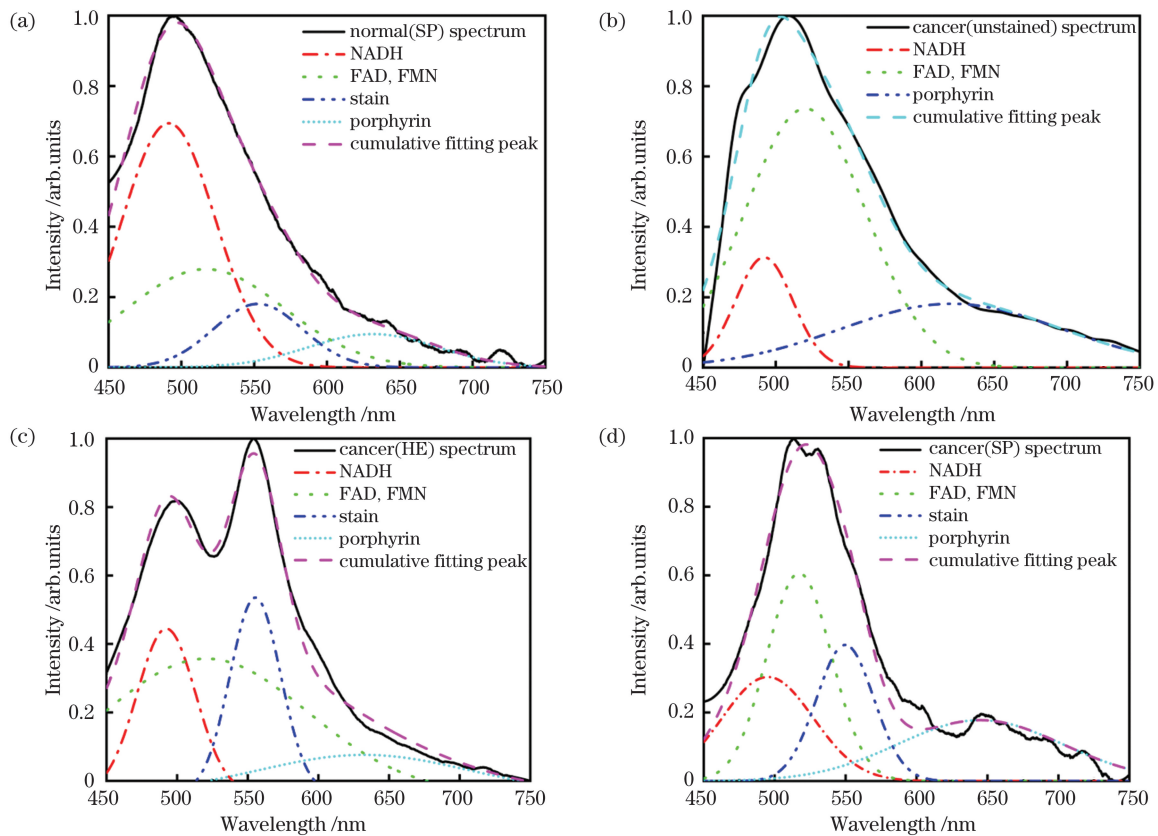 (a)
1.0
0.8
0.6
0.4
0.2
0
Intensity /arb.units
normal(SP) spectrum
NADH
FAD, FMN
stain
porphyrin
cumulative fitting peak
450 500 550 600 650 700 750
Wavelength /nm
(b)
1.0
0.8
0.6
0.4
0.2
0
Intensity /arb.units
cancer(unstained) spectrum
NADH
FAD, FMN
porphyrin
cumulative fitting peak
450 500 550 600 650 700 750
Wavelength /nm
(c)
1.0
0.8
0.6
0.4
0.2
0
Intensity /arb.units
cancer(HE) spectrum
NADH
FAD, FMN
stain
porphyrin
cumulative fitting peak
450 500 550 600 650 700 750
Wavelength /nm
(d)
1.0
0.8
0.6
0.4
0.2
0
Intensity /arb.units
cancer(SP) spectrum
NADH
FAD, FMN
stain
porphyrin
cumulative fitting peak
450 500 550 600 650 700 750
Wavelength /nm